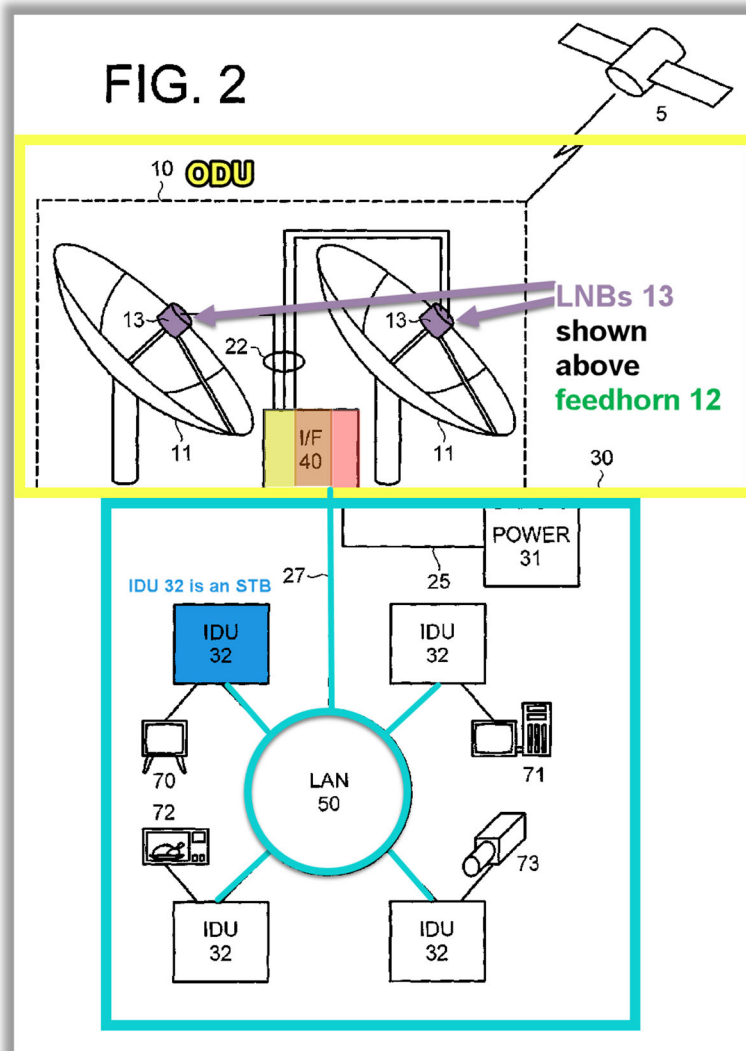 FIG. 2
5
10 ODU
13
13
LNBs 13
shown
above
feedhorn 12
22
11
I/F
40
11
30
POWER
31
27
25
IDU 32 is an STB
IDU
32
IDU
32
70
71
LAN
50
72
73
IDU
32
IDU
32